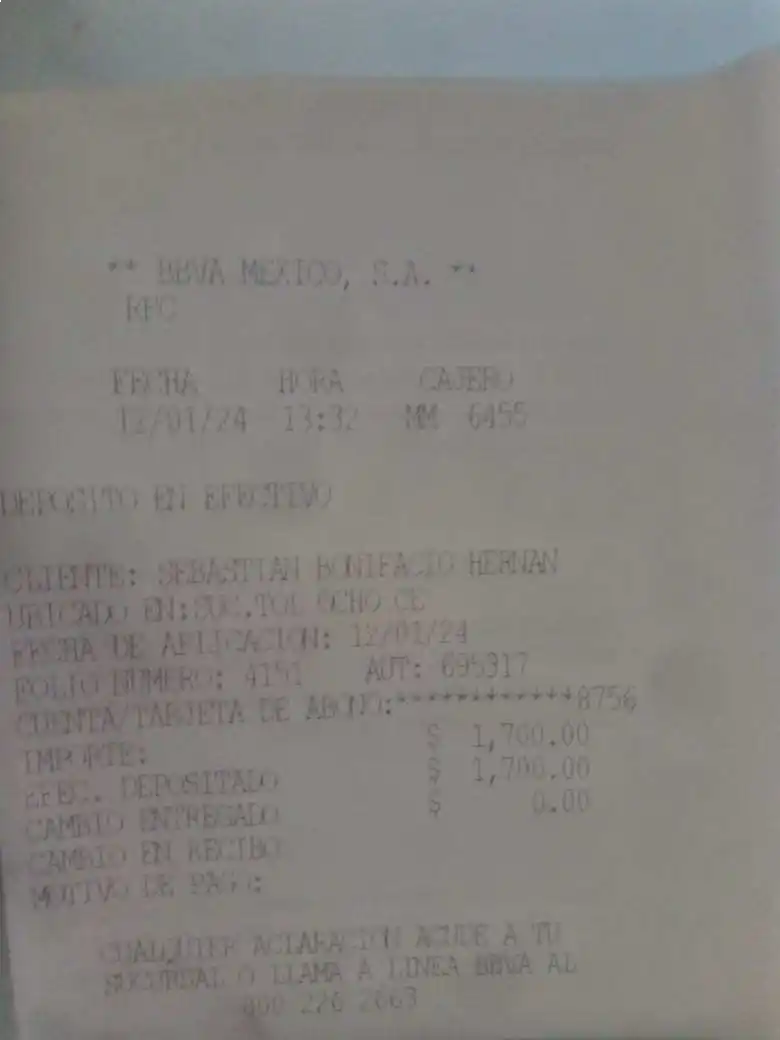 ** BBVA MEXICO, S.A. **
RFC
FECHA HORA CAJERO
12/01/24 13:32 MM 6455
DEPOSITO EN EFECTIVO
CLIENTE: SEBASTIAN BONIFACIO HERNAN
UBICADO EN:SUC.TOL OCHO CE
FECHA DE APLICACION: 12/01/24
FOLIO NUMERO: 4151 AUT: 695317
CUENTA/TARJETA DE ABONO:************8756
IMPORTE: $ 1,700.00
EFEC. DEPOSITADO $ 1,700.00
CAMBIO ENTREGADO $ 0.00
CAMBIO EN RECIBO:
MOTIVO DE PAGO:
CUALQUIER ACLARACION ACUDE A TU
SUCURSAL O LLAMA A LINEA BBVA AL
800 226 2663